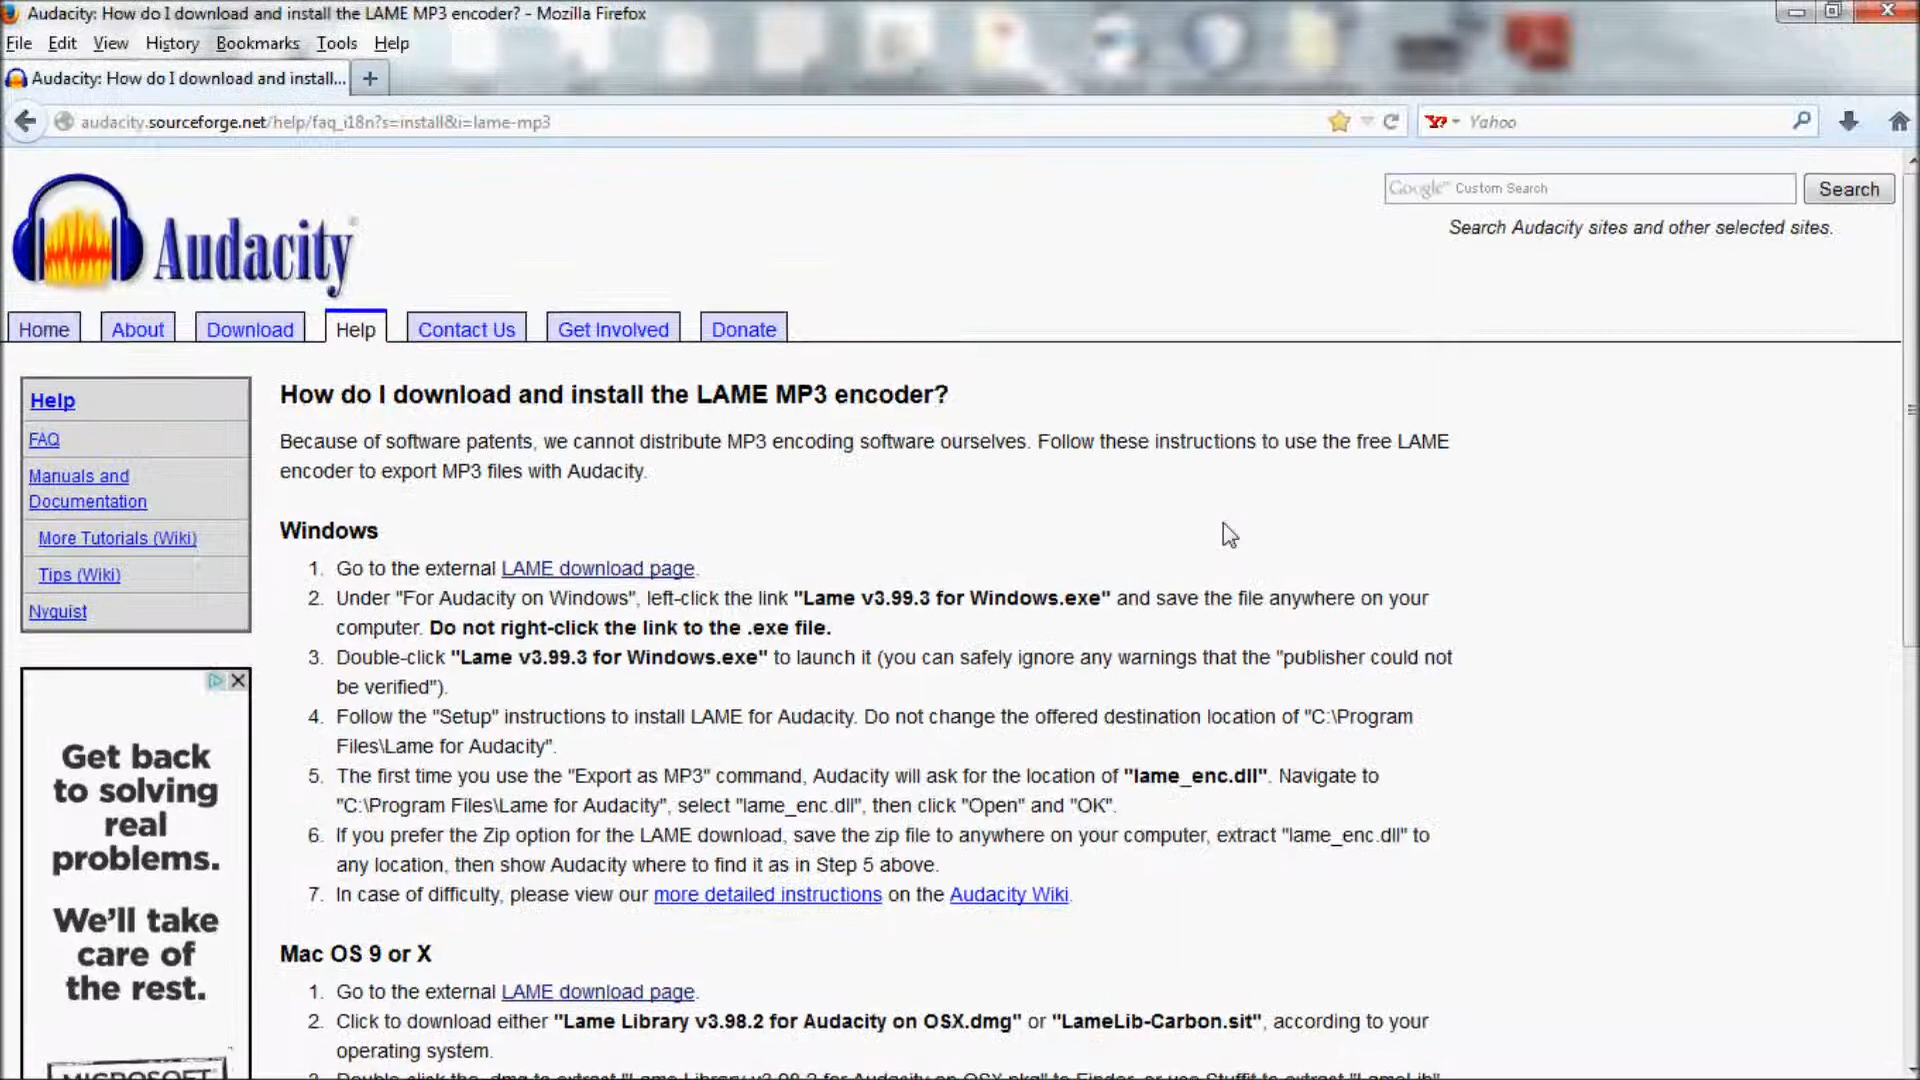 Audacity: How do I download and install the LAME MP3 encoder? - Mozilla Firefox
File Edit View History Bookmarks Tools Help
Audacity: How do I download and install... +
audacity.sourceforge.net/help/faq_i18n?s=install&i=lame-mp3
Yahoo
Google™ Custom Search
Search
Search Audacity sites and other selected sites.
Audacity®
Home About Download Help Contact Us Get Involved Donate
Help
FAQ
Manuals and
Documentation
More Tutorials (Wiki)
Tips (Wiki)
Nyquist
Get back
to solving
real
problems.
We'll take
care of
the rest.
MICROSOFT
How do I download and install the LAME MP3 encoder?
Because of software patents, we cannot distribute MP3 encoding software ourselves. Follow these instructions to use the free LAME
encoder to export MP3 files with Audacity.
Windows
1. Go to the external LAME download page.
2. Under "For Audacity on Windows", left-click the link "Lame v3.99.3 for Windows.exe" and save the file anywhere on your
computer. Do not right-click the link to the .exe file.
3. Double-click "Lame v3.99.3 for Windows.exe" to launch it (you can safely ignore any warnings that the "publisher could not
be verified").
4. Follow the "Setup" instructions to install LAME for Audacity. Do not change the offered destination location of "C:\Program
Files\Lame for Audacity".
5. The first time you use the "Export as MP3" command, Audacity will ask for the location of "lame_enc.dll". Navigate to
"C:\Program Files\Lame for Audacity", select "lame_enc.dll", then click "Open" and "OK".
6. If you prefer the Zip option for the LAME download, save the zip file to anywhere on your computer, extract "lame_enc.dll" to
any location, then show Audacity where to find it as in Step 5 above.
7. In case of difficulty, please view our more detailed instructions on the Audacity Wiki.
Mac OS 9 or X
1. Go to the external LAME download page.
2. Click to download either "Lame Library v3.98.2 for Audacity on OSX.dmg" or "LameLib-Carbon.sit", according to your
operating system.